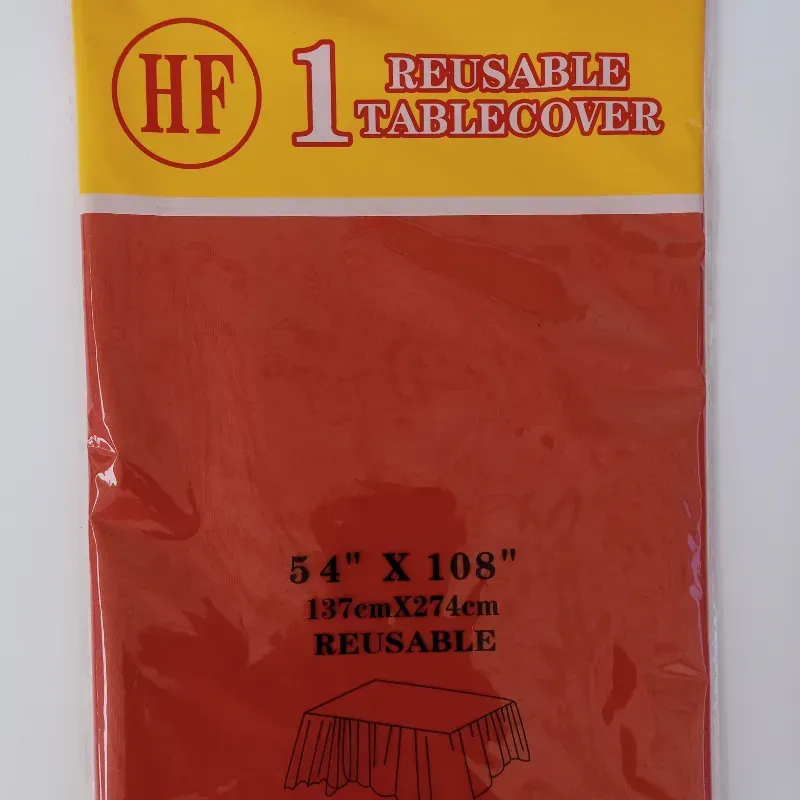 HF
1 REUSABLE
TABLECOVER
54" X 108"
137cmX274cm
REUSABLE